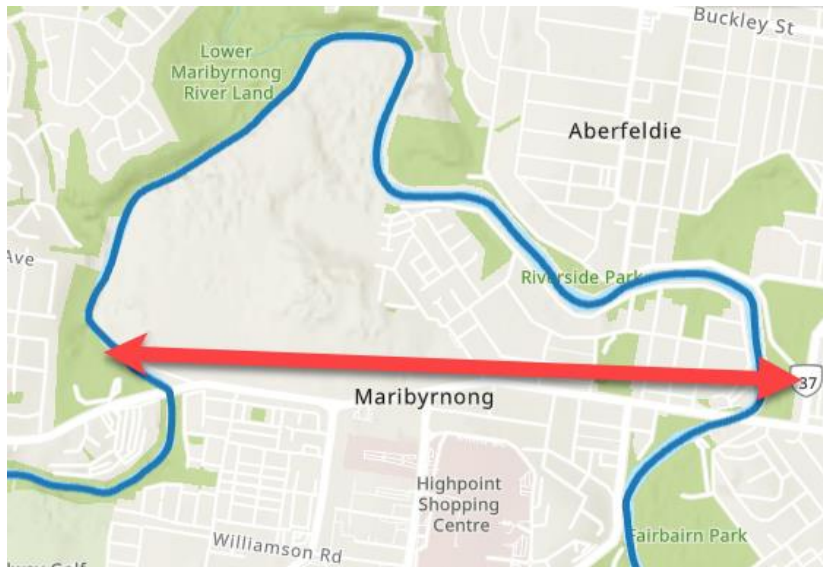 Buckley St
Lower
Maribyrnong
River Land
Aberfeldie
Ave
Riverside Park
37
Maribyrnong
Highpoint
Shopping
Centre
Williamson Rd
Fairbairn Park